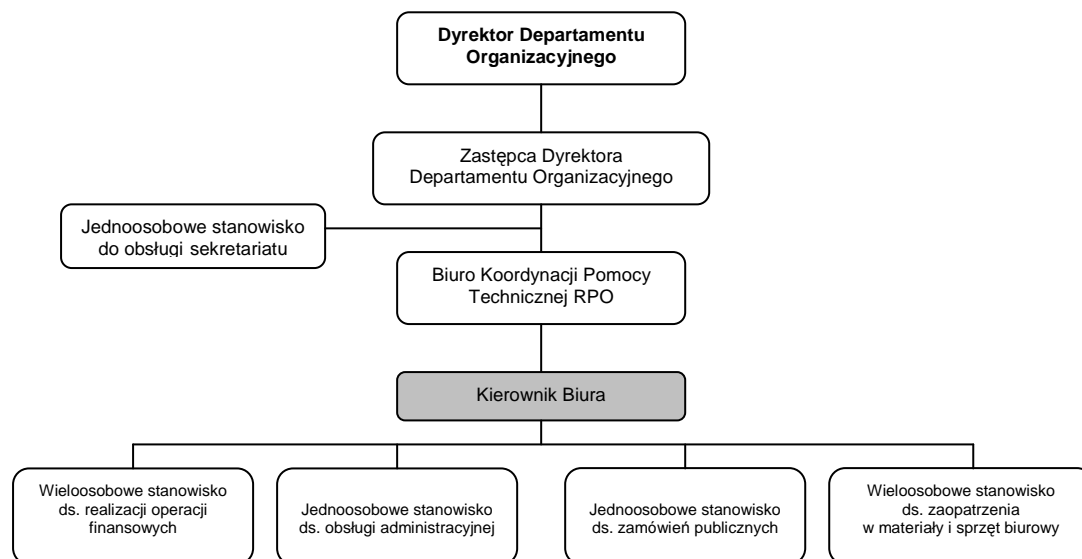 Dyrektor Departamentu
Organizacyjnego
Zastępca Dyrektora
Departamentu Organizacyjnego
Jednoosobowe stanowisko
do obsługi sekretariatu
Biuro Koordynacji Pomocy
Technicznej RPO
Kierownik Biura
Wieloosobowe stanowisko
ds. realizacji operacji
finansowych
Jednoosobowe stanowisko
ds. obsługi administracyjnej
Jednoosobowe stanowisko
ds. zamówień publicznych
Wieloosobowe stanowisko
ds. zaopatrzenia
w materiały i sprzęt biurowy